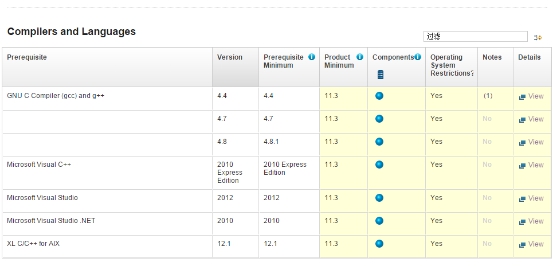 Compilers and Languages
过滤
Prerequisite Version Prerequisite Minimum Product Minimum Components Operating System Restrictions? Notes Details
GNU C Compiler (gcc) and g++ 4.4 4.4 11.3 Yes (1) View
4.7 4.7 11.3 Yes No View
4.8 4.8.1 11.3 Yes No View
Microsoft Visual C++ 2010 Express Edition 2010 Express Edition 11.3 Yes No View
Microsoft Visual Studio 2012 2012 11.3 Yes No View
Microsoft Visual Studio .NET 2010 2010 11.3 Yes No View
XL C/C++ for AIX 12.1 12.1 11.3 Yes No View